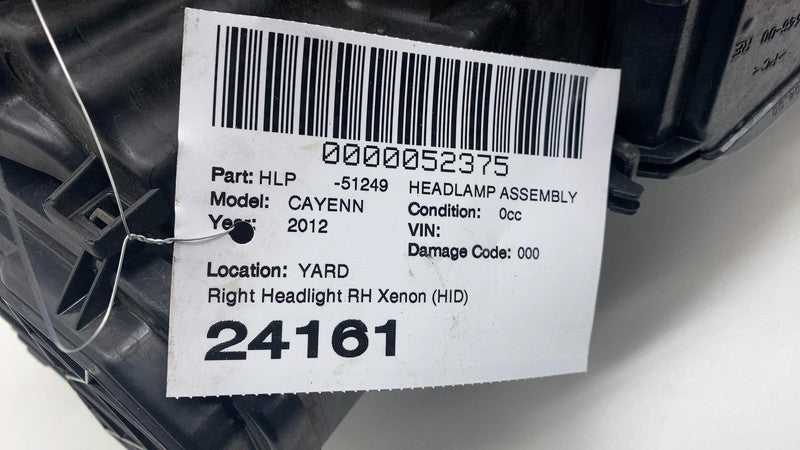 0000052375
Part: HLP -51249 HEADLAMP ASSEMBLY
Model: CAYENN Condition: 0cc
Year: 2012 VIN:
Damage Code: 000
Location: YARD
Right Headlight RH Xenon (HID)
24161